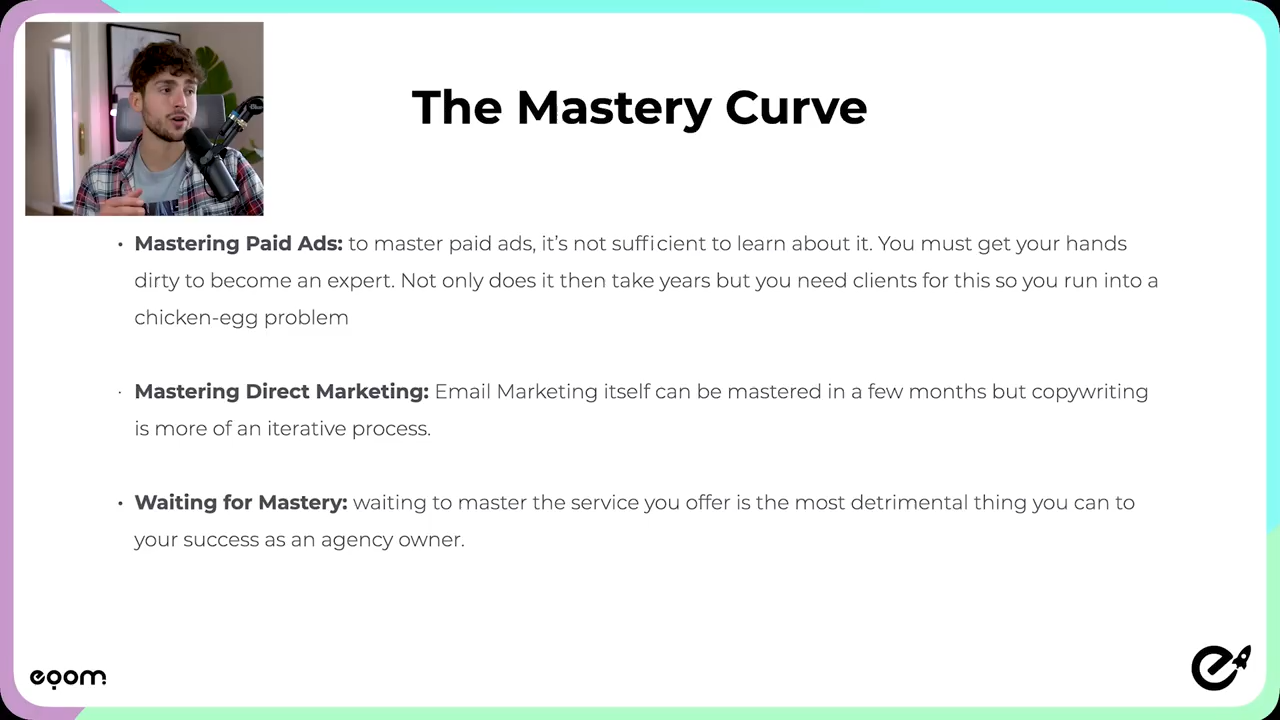 The Mastery Curve
• Mastering Paid Ads: to master paid ads, it’s not sufficient to learn about it. You must get your hands
dirty to become an expert. Not only does it then take years but you need clients for this so you run into a
chicken-egg problem
• Mastering Direct Marketing: Email Marketing itself can be mastered in a few months but copywriting
is more of an iterative process.
• Waiting for Mastery: waiting to master the service you offer is the most detrimental thing you can to
your success as an agency owner.
eqom
e